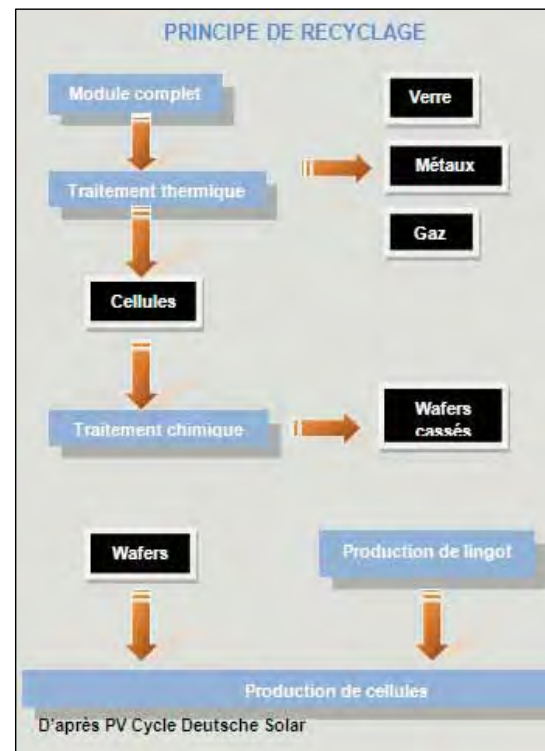 PRINCIPE DE RECYCLAGE
Module complet
Verre
Traitement thermique
Métaux
Gaz
Cellules
Traitement chimique
Wafers
cassés
Wafers
Production de lingot
Production de cellules
D'après PV Cycle Deutsche Solar